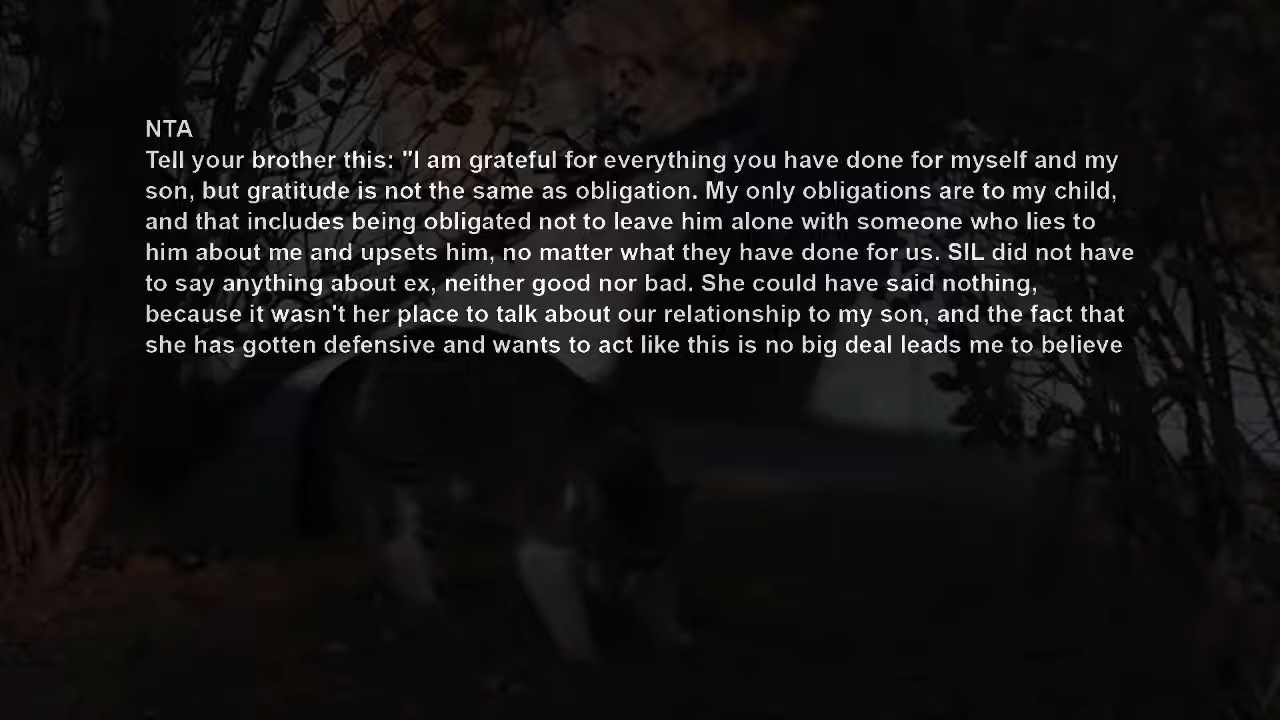 NTA
Tell your brother this: "I am grateful for everything you have done for myself and my
son, but gratitude is not the same as obligation. My only obligations are to my child,
and that includes being obligated not to leave him alone with someone who lies to
him about me and upsets him, no matter what they have done for us. SIL did not have
to say anything about ex, neither good nor bad. She could have said nothing,
because it wasn't her place to talk about our relationship to my son, and the fact that
she has gotten defensive and wants to act like this is no big deal leads me to believe